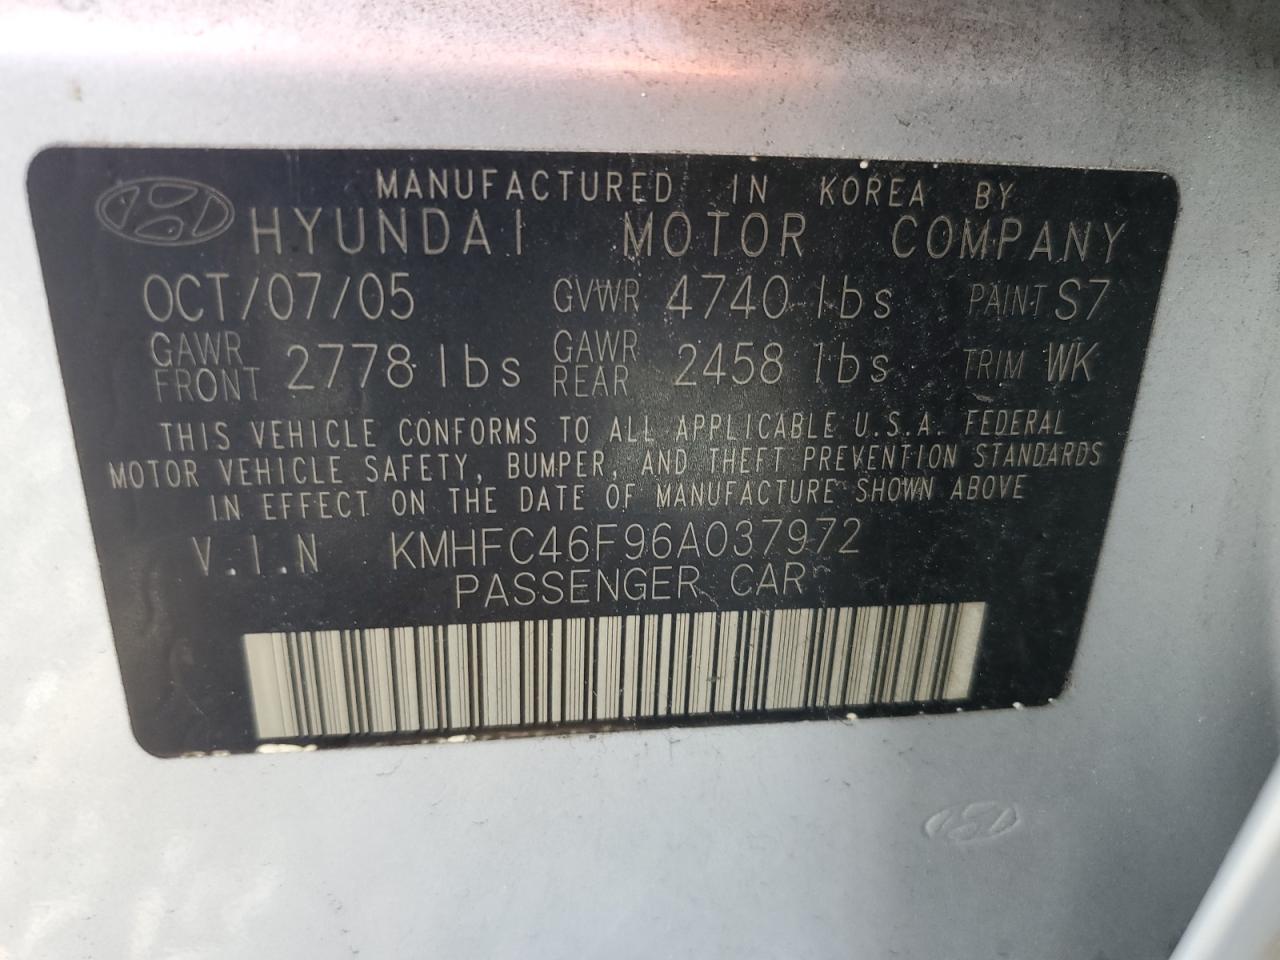 MANUFACTURED IN KOREA BY
HYUNDAI MOTOR COMPANY
OCT/07/05 GVWR 4740 lbs PAINT S7
GAWR FRONT 2778 lbs GAWR REAR 2458 lbs TRIM WK
THIS VEHICLE CONFORMS TO ALL APPLICABLE U.S.A. FEDERAL
MOTOR VEHICLE SAFETY, BUMPER, AND THEFT PREVENTION STANDARDS
IN EFFECT ON THE DATE OF MANUFACTURE SHOWN ABOVE
V.I.N KMHFC46F96A037972
PASSENGER CAR